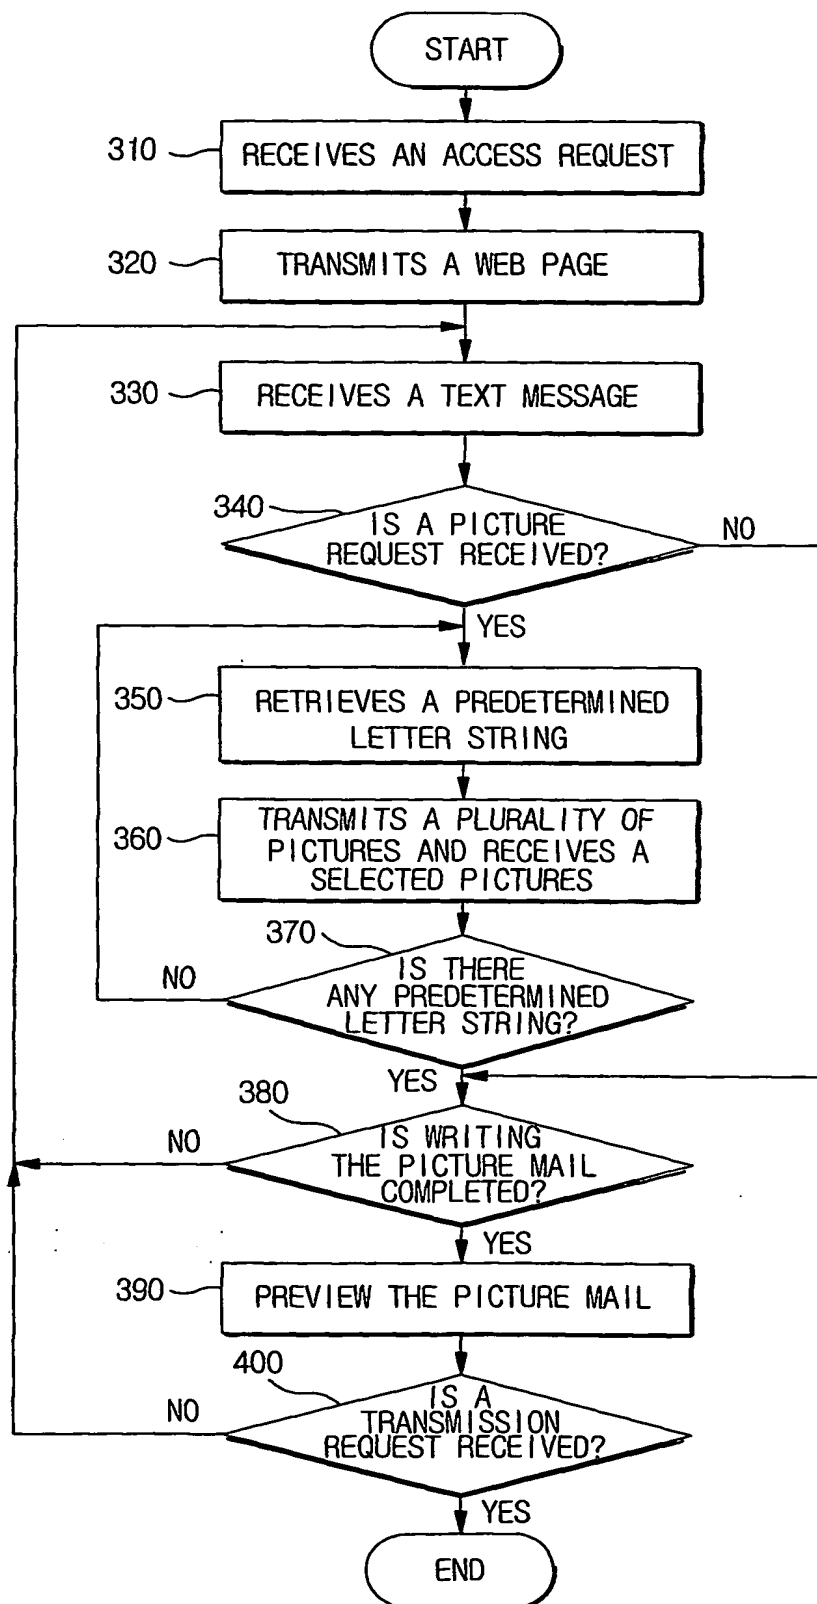 START
310
RECEIVES AN ACCESS REQUEST
320
TRANSMITS A WEB PAGE
330
RECEIVES A TEXT MESSAGE
340
IS A PICTURE
REQUEST RECEIVED?
NO
YES
350
RETRIEVES A PREDETERMINED
LETTER STRING
360
TRANSMITS A PLURALITY OF
PICTURES AND RECEIVES A
SELECTED PICTURES
370
NO
IS THERE
ANY PREDETERMINED
LETTER STRING?
YES
380
NO
IS WRITING
THE PICTURE MAIL
COMPLETED?
YES
390
PREVIEW THE PICTURE MAIL
400
NO
IS A
TRANSMISSION
REQUEST RECEIVED?
YES
END